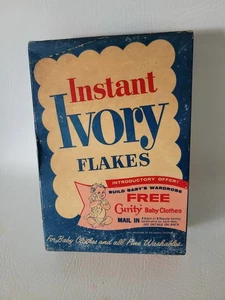 Instant
Ivory
FLAKES
INTRODUCTORY OFFER!
BUILD BABY'S WARDROBE
FREE
Curity Baby Clothes
MAIL IN
For Baby Clothes and all Fine Washables